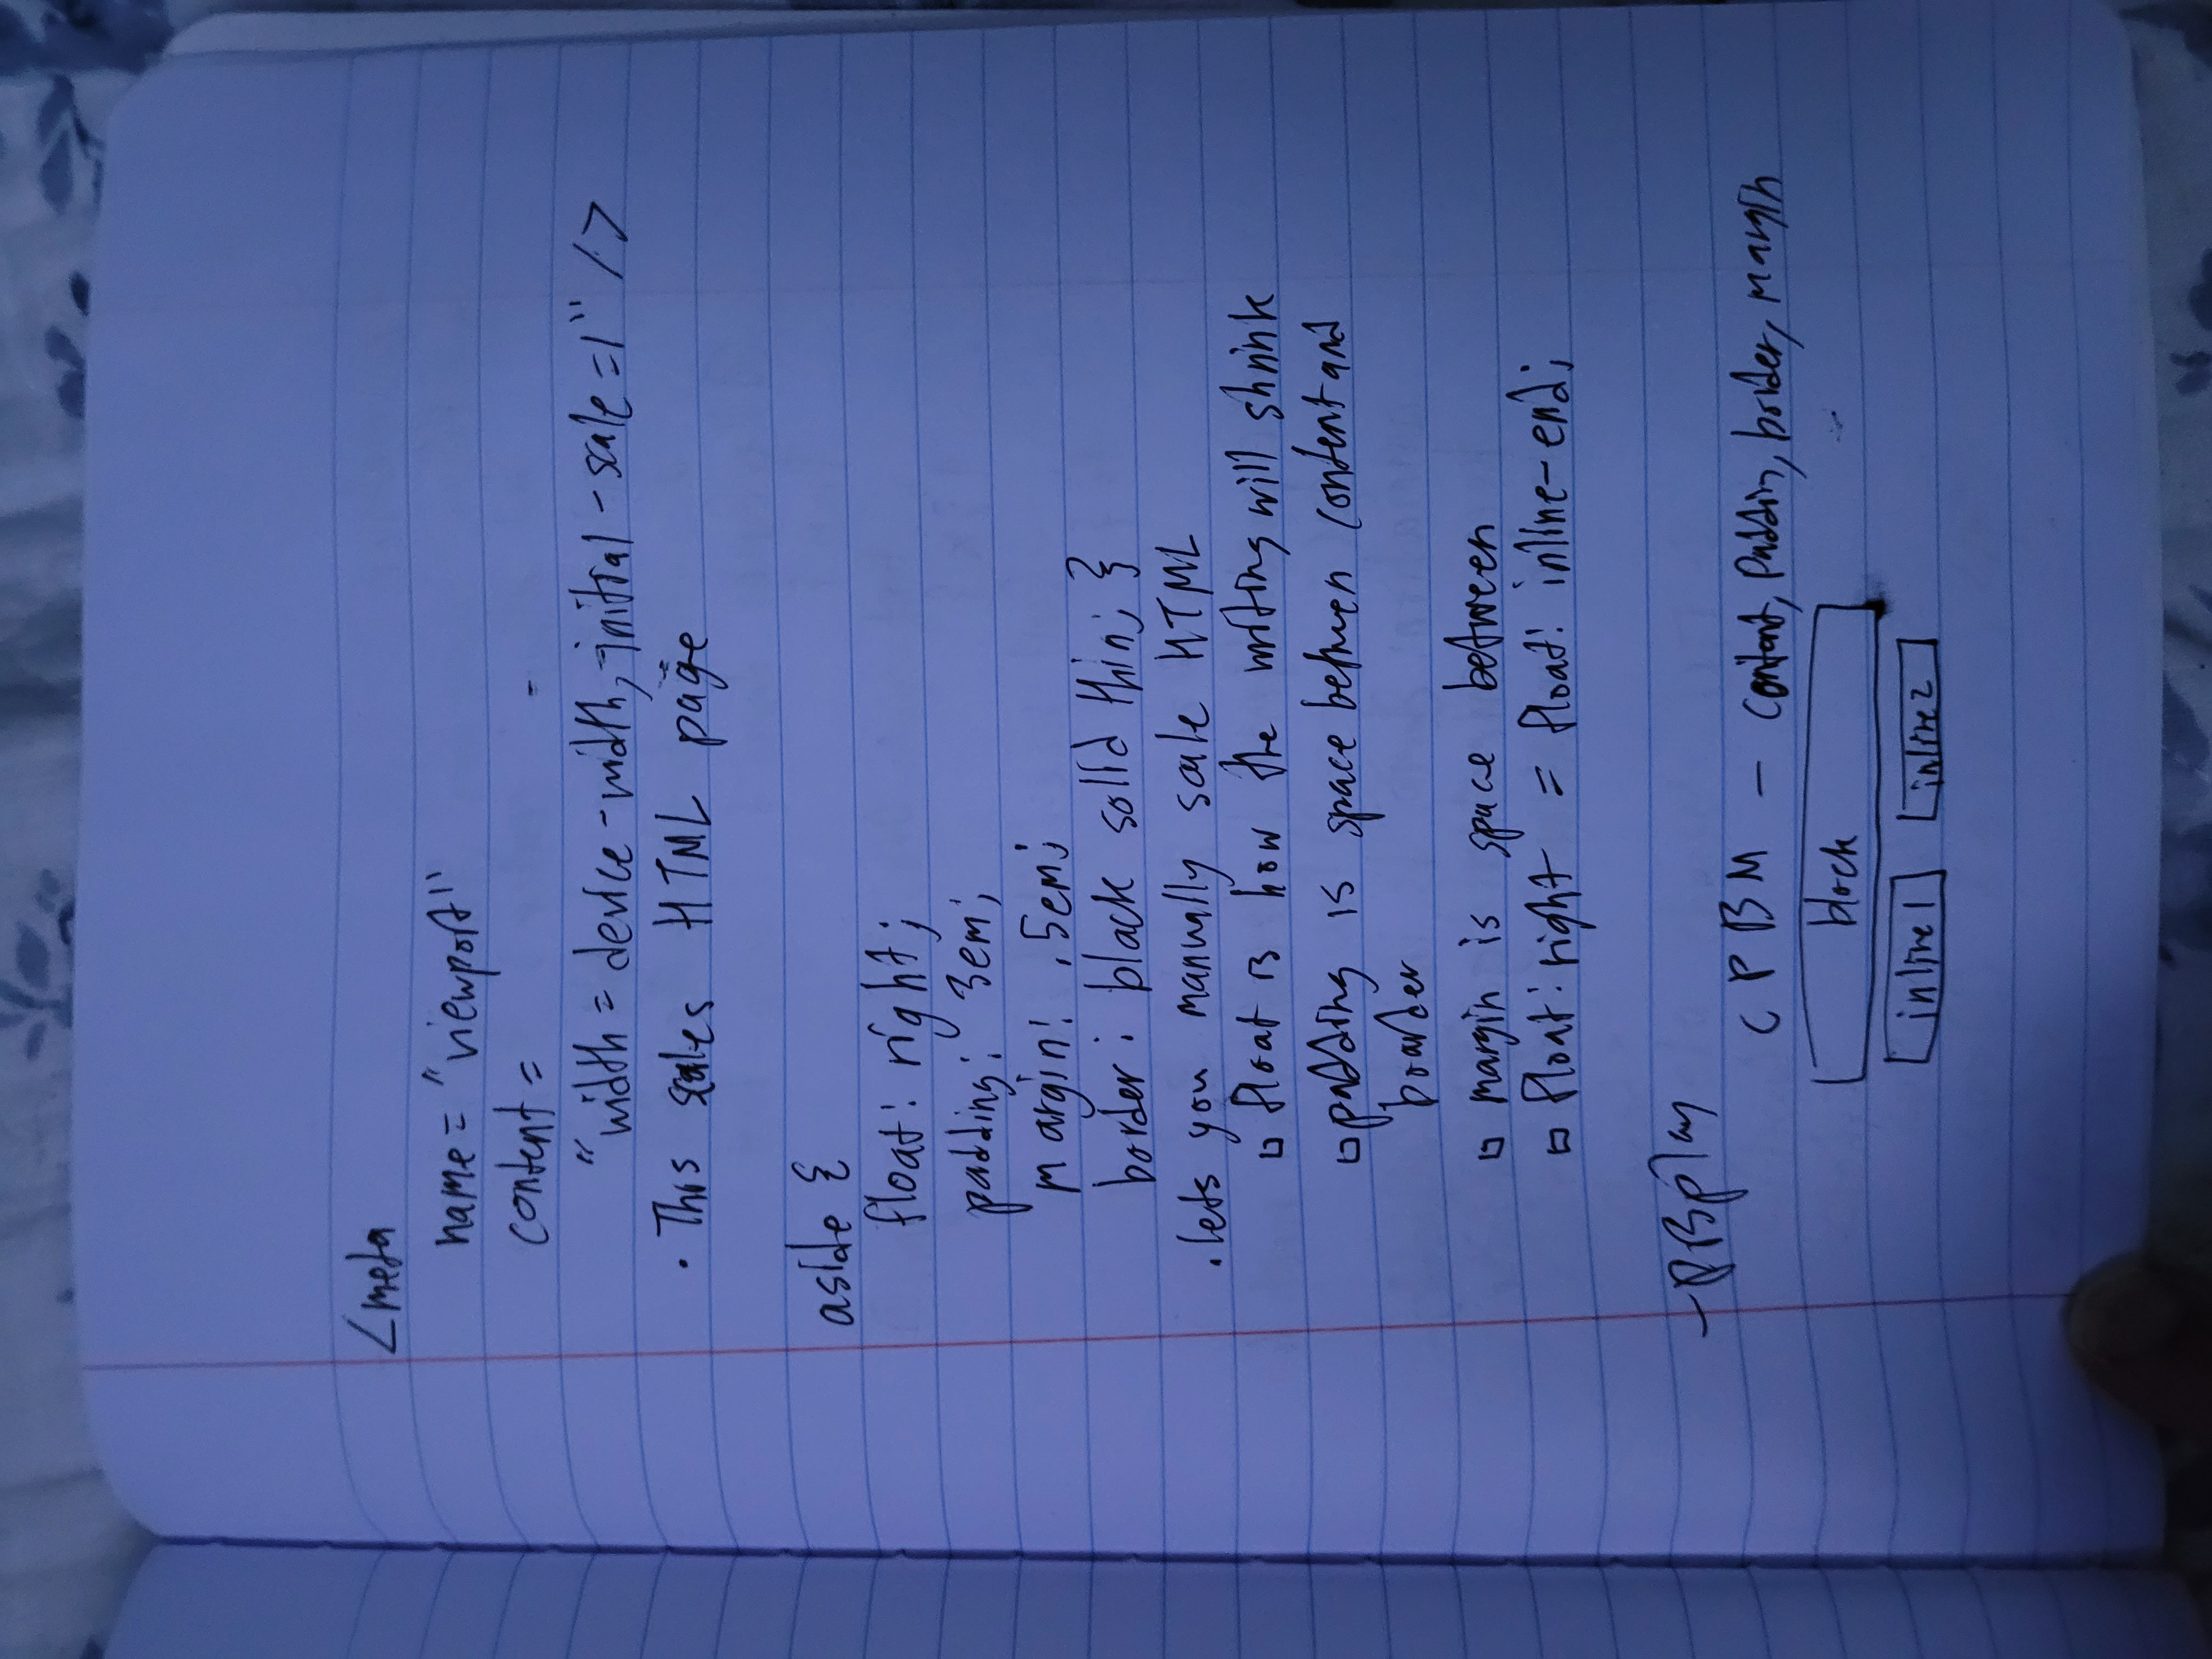 <meta
name = "viewport"
content =
"width = device-width, initial-scale=1" />
· This scales HTML page
aside {
float: right;
padding: 3em;
margin: .5em;
border: black solid thin; }
· lets you manually scale HTML
▫ float is how the writing will shrink
▫ padding is space between content and
boarder
▫ margin is space between
▫ float: right = float: inline-end;
- Display
C P B M - Content, Paddin, border, margin
block
inline 1 inline 2